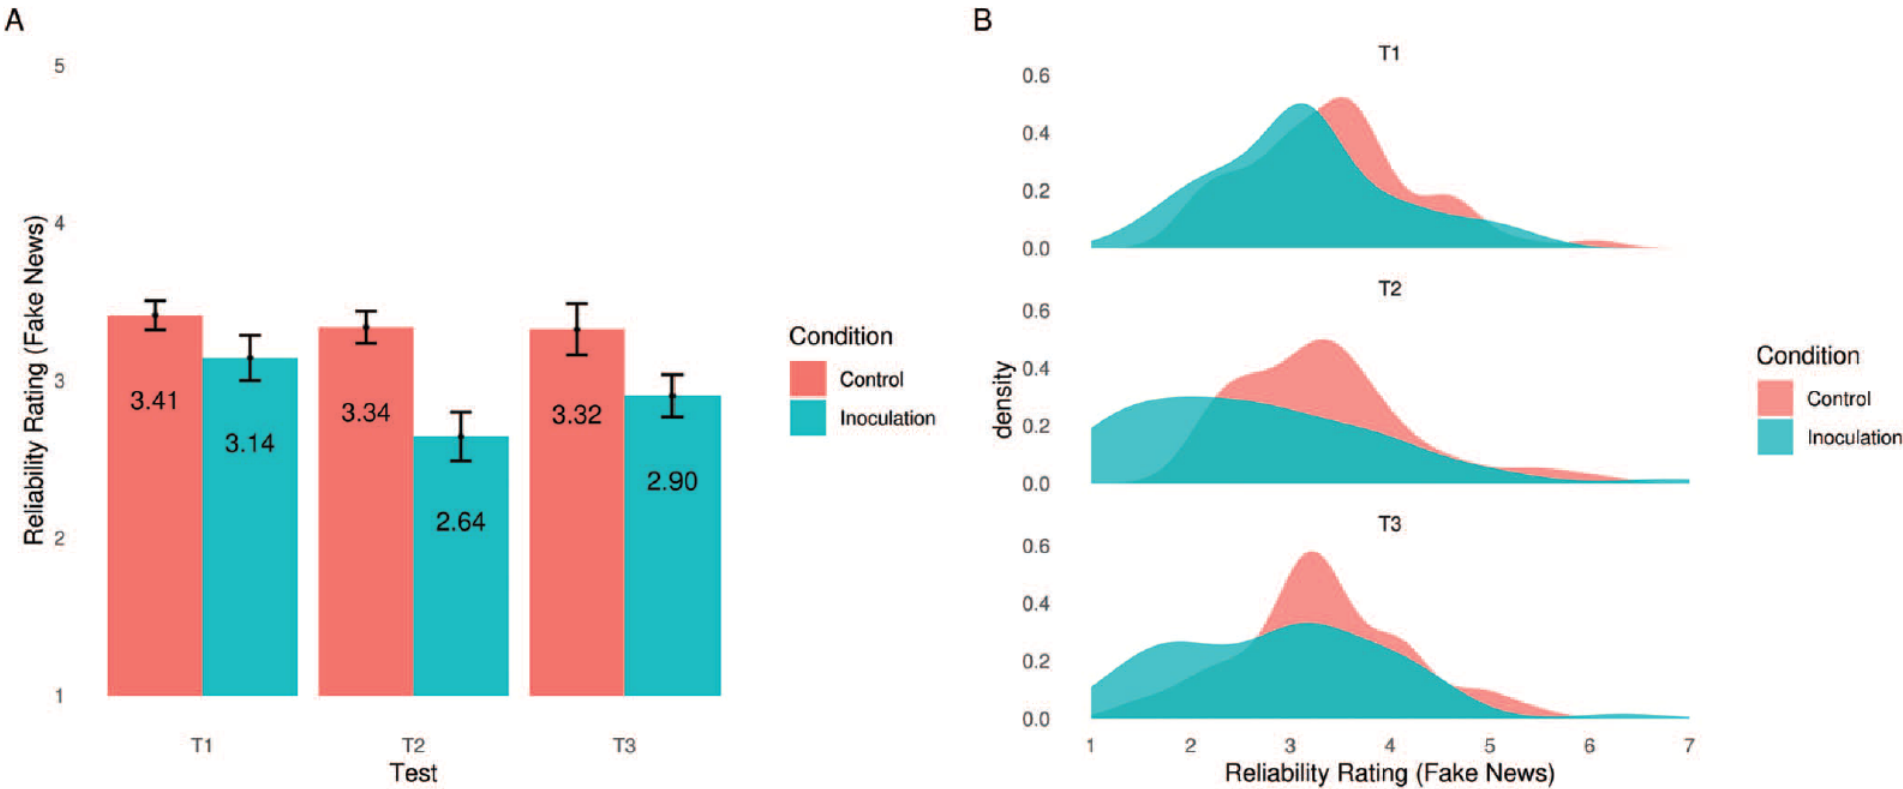 A
5
4
3
2
1
Reliability Rating (Fake News)
3.41
3.14
3.34
2.64
3.32
2.90
T1
T2
T3
Test
Condition
Control
Inoculation
B
T1
0.6
0.4
0.2
0.0
T2
0.6
0.4
0.2
0.0
density
T3
0.6
0.4
0.2
0.0
1 2 3 4 5 6 7
Reliability Rating (Fake News)
Condition
Control
Inoculation